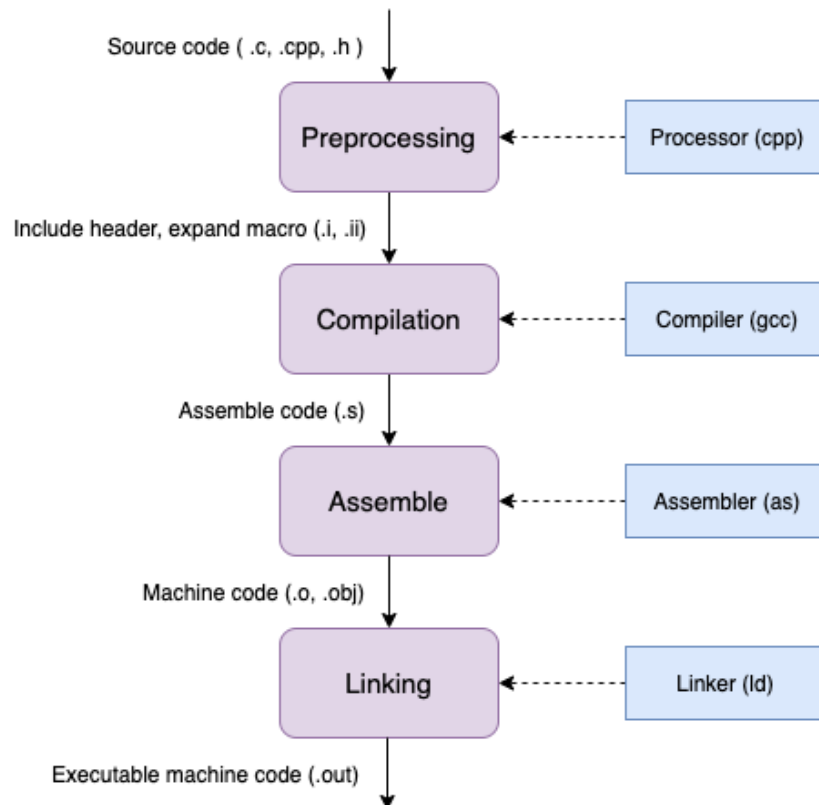 Source code ( .c, .cpp, .h )
Preprocessing
Processor (cpp)
Include header, expand macro (.i, .ii)
Compilation
Compiler (gcc)
Assemble code (.s)
Assemble
Assembler (as)
Machine code (.o, .obj)
Linking
Linker (ld)
Executable machine code (.out)